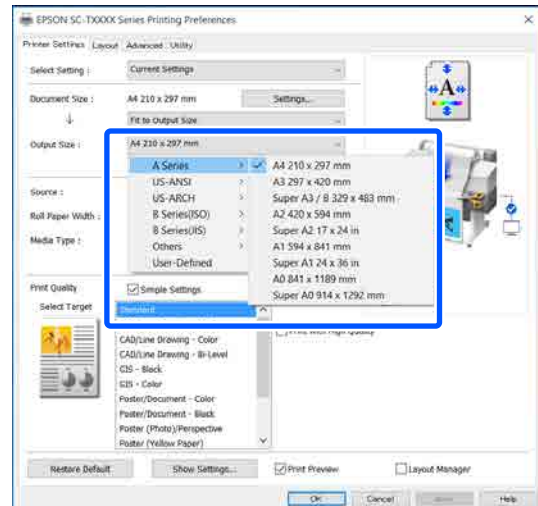 EPSON SC-TXXXX Series Printing Preferences
Printer Settings Layout Advanced Utility
Select Setting : Current Settings
Document Size : A4 210 x 297 mm Settings...
Fit to Output Size
Output Size : A4 210 x 297 mm
A Series A4 210 x 297 mm
US-ANSI A3 297 x 420 mm
US-ARCH Super A3 / B 329 x 483 mm
Source : B Series(ISO) A2 420 x 594 mm
Roll Paper Width : B Series(JIS) Super A2 17 x 24 in
Media Type : Others A1 594 x 841 mm
User-Defined Super A1 24 x 36 in
A0 841 x 1189 mm
Print Quality Simple Settings Super A0 914 x 1292 mm
Select Target Standard
Print with High Quality
CAD/Line Drawing - Color
CAD/Line Drawing - Bi-Level
GIS - Black
GIS - Color
Poster/Document - Color
Poster/Document - Black
Poster (Photo)/Perspective
Poster (Yellow Paper)
Restore Default Show Settings... Print Preview Layout Manager
OK Cancel Help